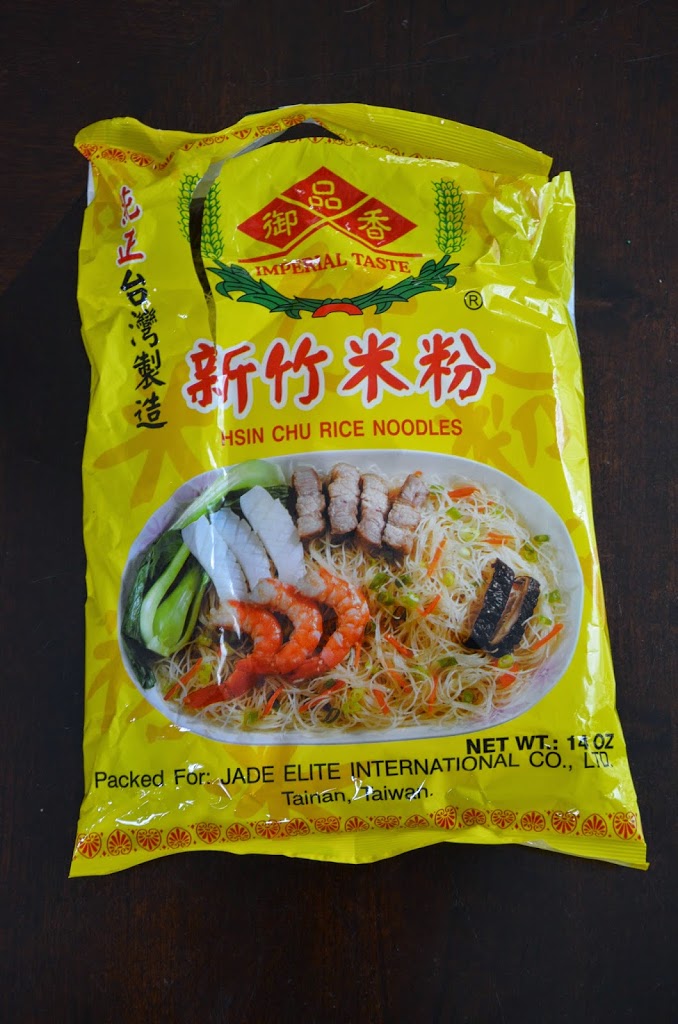 純正台灣製造
御品香
IMPERIAL TASTE
®
新竹米粉
HSIN CHU RICE NOODLES
NET WT.: 14 OZ
Packed For: JADE ELITE INTERNATIONAL CO., LTD.
Tainan, Taiwan.